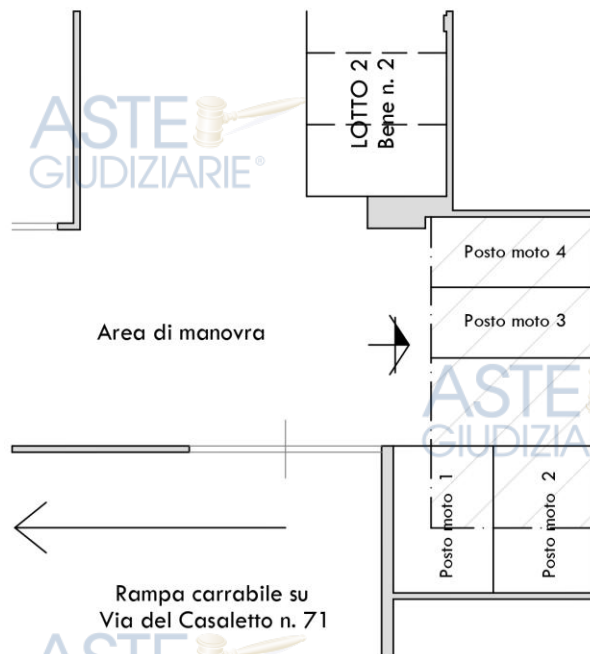 ASTE
GIUDIZIARIE®
LOTTO 2
Bene n. 2
Posto moto 4
Posto moto 3
Area di manovra
ASTE
GIUDIZIA
Posto moto 1
Posto moto 2
Rampa carrabile su
Via del Casaletto n. 71
ASTE